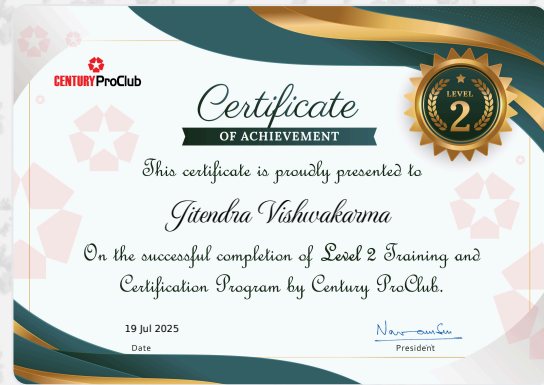 CENTURY ProClub
Certificate
OF ACHIEVEMENT
LEVEL
2
This certificate is proudly presented to
Jitendra Vishwakarma
On the successful completion of Level 2 Training and
Certification Program by Century ProClub.
19 Jul 2025
Date
President